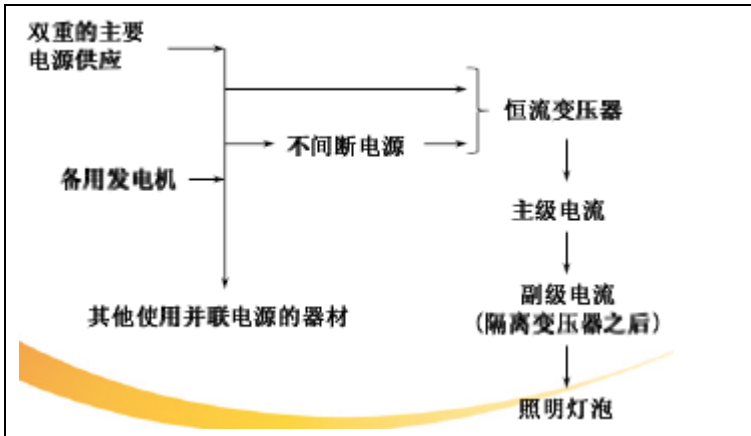 双重的主要
电源供应
恒流变压器
不间断电源
备用发电机
主级电流
其他使用并联电源的器材
副级电流
（隔离变压器之后）
照明灯泡